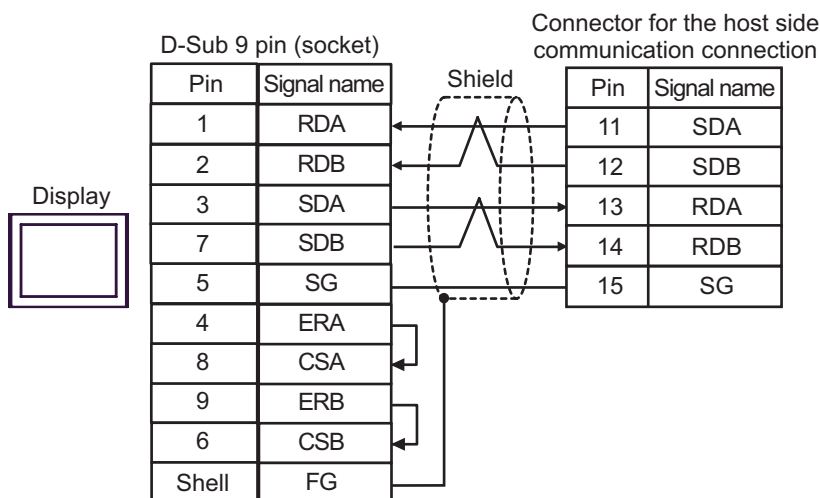 Connector for the host side
communication connection
D-Sub 9 pin (socket)
Shield
Display
Pin Signal name
1 RDA
2 RDB
3 SDA
7 SDB
5 SG
4 ERA
8 CSA
9 ERB
6 CSB
Shell FG
Pin Signal name
11 SDA
12 SDB
13 RDA
14 RDB
15 SG